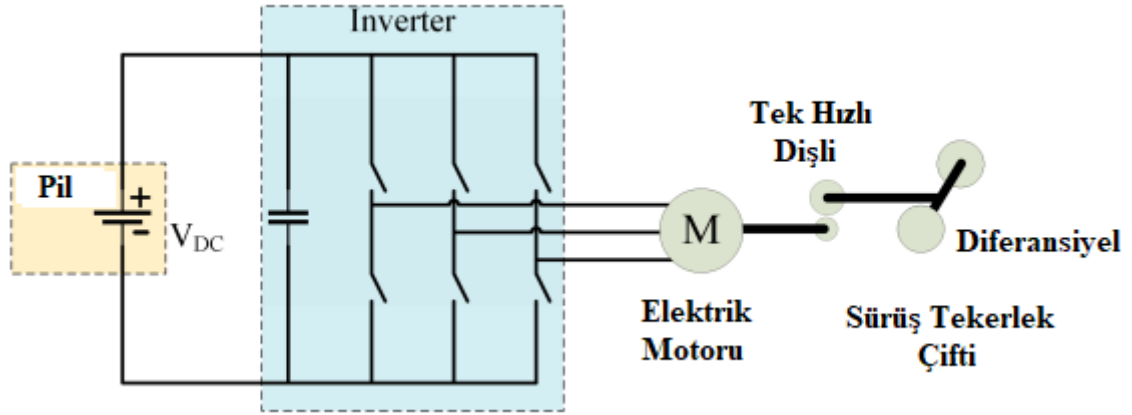 Inverter
Pil
+
-
VDC
M
Tek Hızlı
Dişli
Diferansiyel
Elektrik
Motoru
Sürüş Tekerlek
Çifti